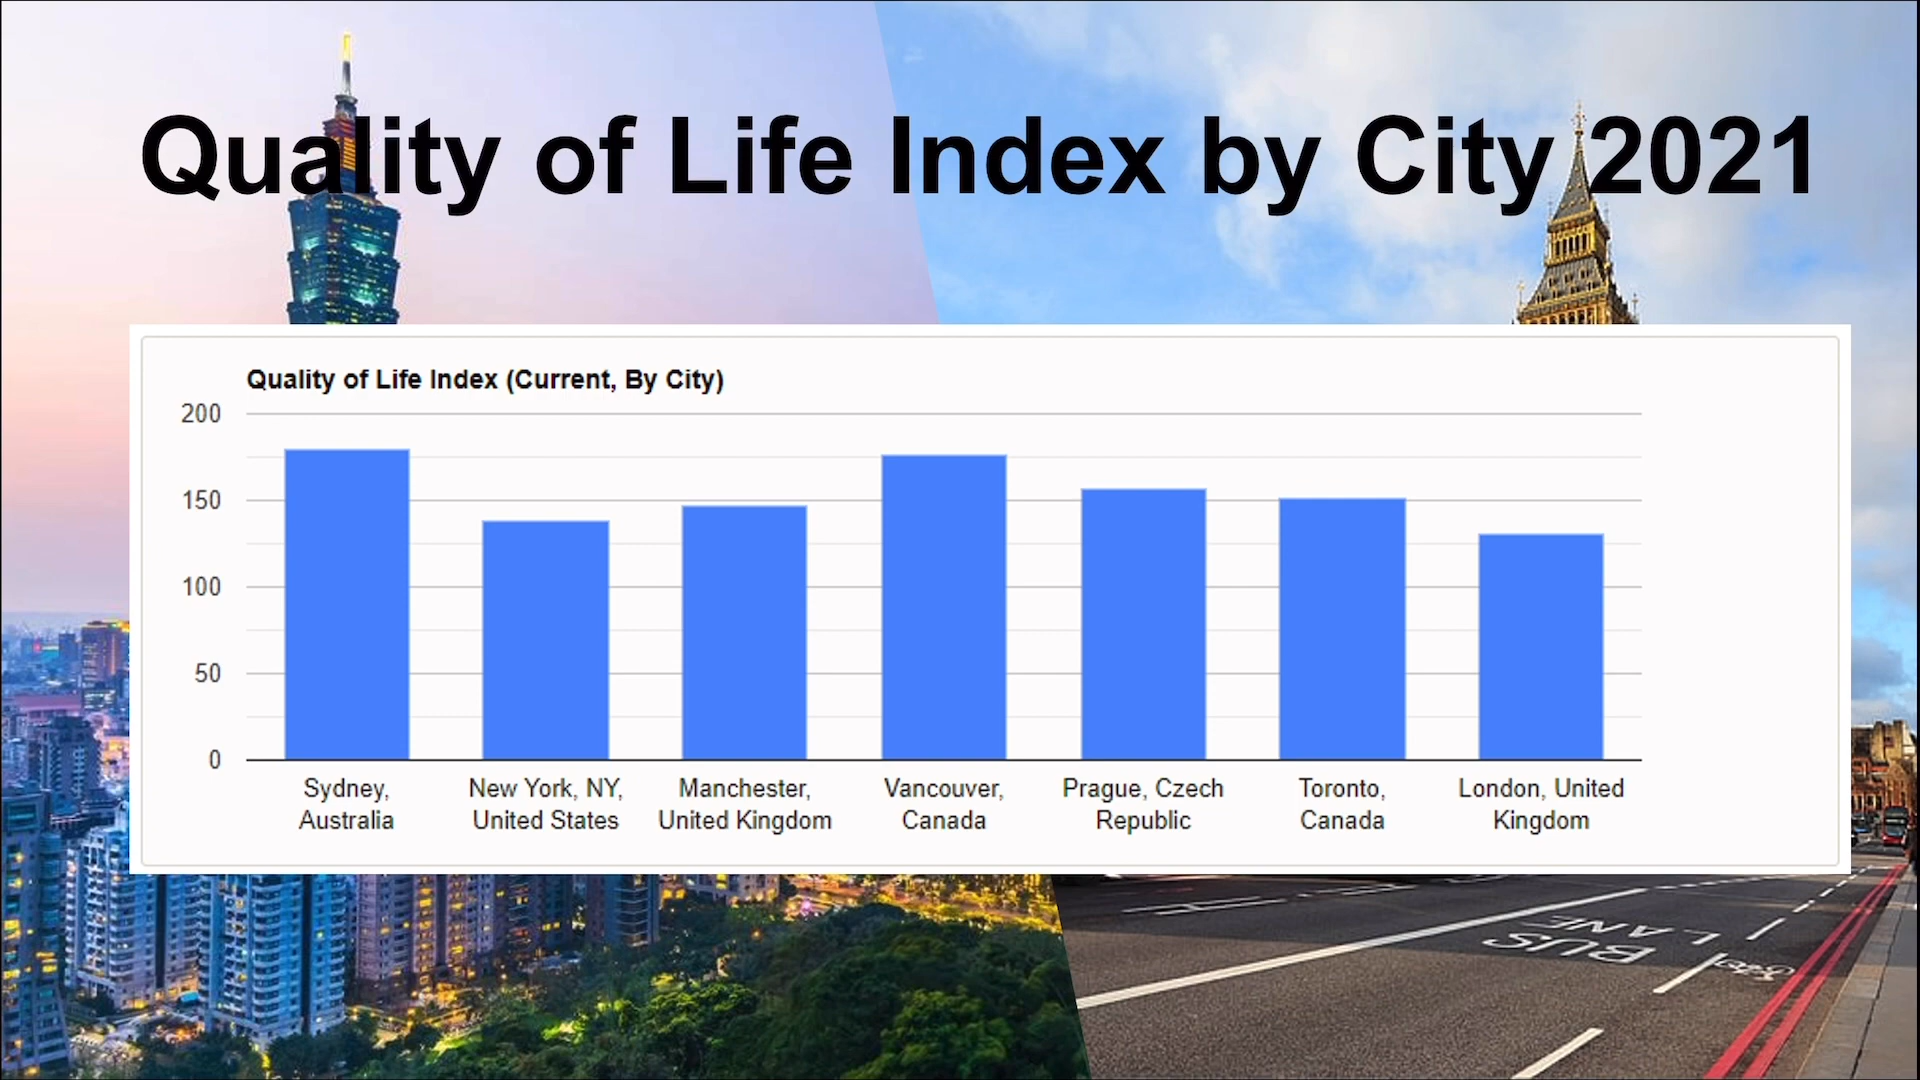 Quality of Life Index by City 2021
Quality of Life Index (Current, By City)
200
150
100
50
0
Sydney,
Australia
New York, NY,
United States
Manchester,
United Kingdom
Vancouver,
Canada
Prague, Czech
Republic
Toronto,
Canada
London, United
Kingdom
BUS
LANE